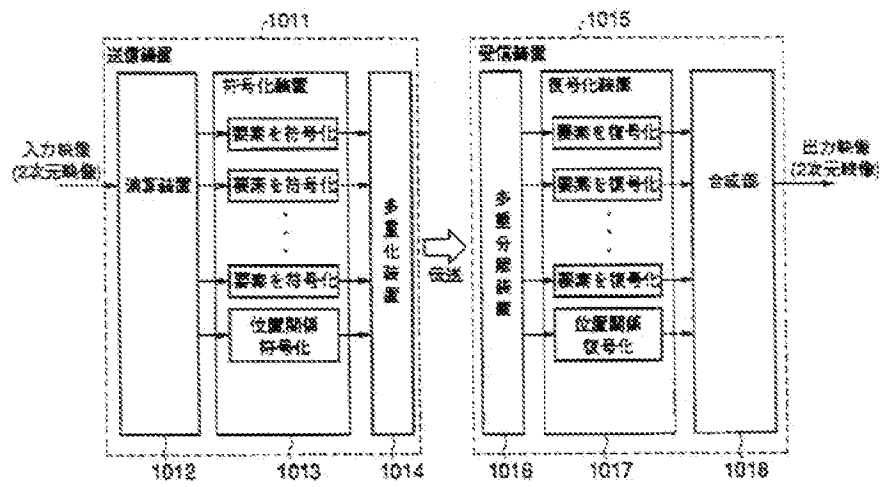 1011
1015
送信装置
受信装置
符号化装置
復号化装置
入力映像
(2次元映像)
演算装置
要素を符号化
要素を符号化
要素を符号化
位置関係
符号化
多重化装置
伝送
多重分離装置
要素を復号化
要素を復号化
要素を復号化
位置関係
復号化
合成部
出力映像
(2次元映像)
1012
1013
1014
1016
1017
1018